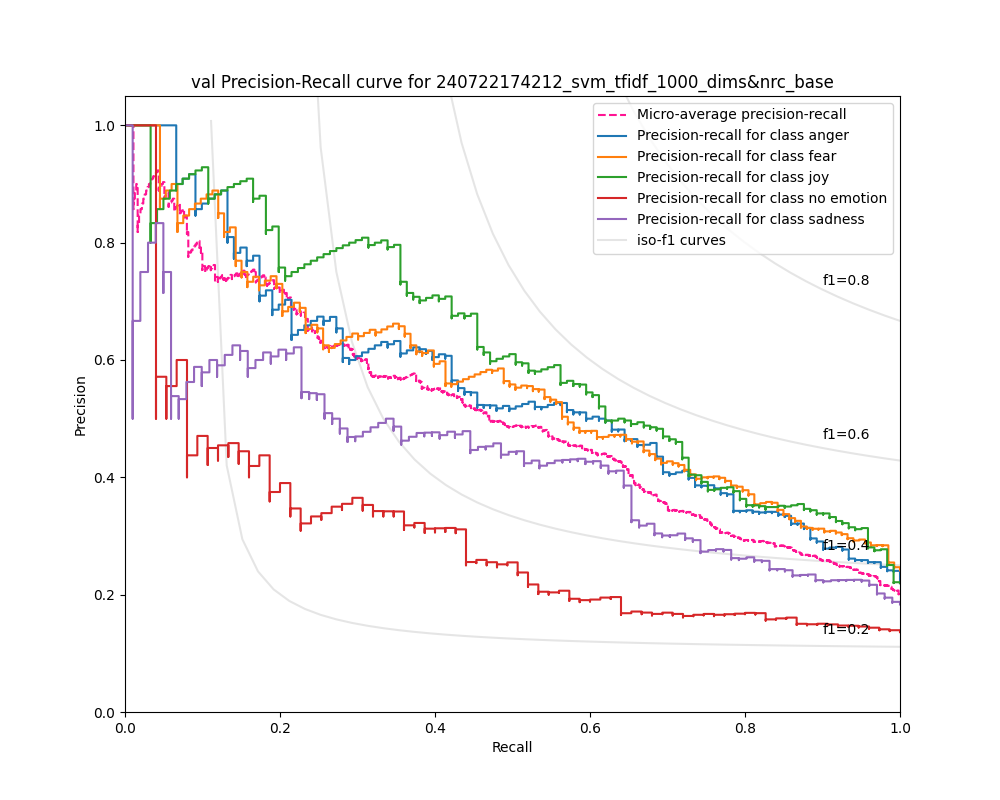 val Precision-Recall curve for 240722174212_svm_tfidf_1000_dims&nrc_base
Micro-average precision-recall
Precision-recall for class anger
Precision-recall for class fear
Precision-recall for class joy
Precision-recall for class no emotion
Precision-recall for class sadness
iso-f1 curves
f1=0.8
f1=0.6
f1=0.4
f1=0.2
1.0
0.8
0.6
0.4
0.2
0.0
Precision
0.0 0.2 0.4 0.6 0.8 1.0
Recall